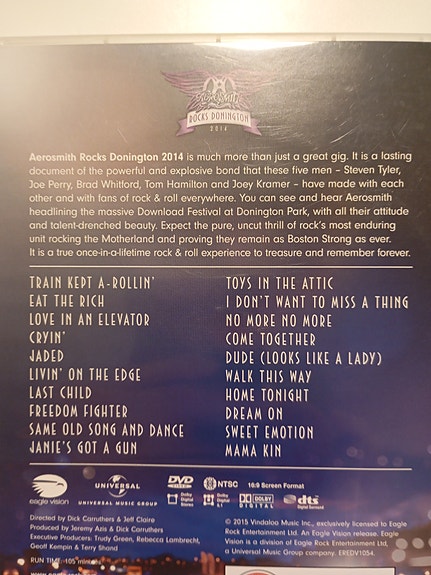 AEROSMITH
ROCKS DONINGTON
2014
Aerosmith Rocks Donington 2014 is much more than just a great gig. It is a lasting
document of the powerful and explosive bond that these five men – Steven Tyler,
Joe Perry, Brad Whitford, Tom Hamilton and Joey Kramer – have made with each
other and with fans of rock & roll everywhere. You can see and hear Aerosmith
headlining the massive Download Festival at Donington Park, with all their attitude
and talent-drenched beauty. Expect the pure, uncut thrill of rock's most enduring
unit rocking the Motherland and proving they remain as Boston Strong as ever.
It is a true once-in-a-lifetime rock & roll experience to treasure and remember forever.
TRAIN KEPT A-ROLLIN'
EAT THE RICH
LOVE IN AN ELEVATOR
CRYIN'
JADED
LIVIN' ON THE EDGE
LAST CHILD
FREEDOM FIGHTER
SAME OLD SONG AND DANCE
JANIE'S GOT A GUN
TOYS IN THE ATTIC
I DON'T WANT TO MISS A THING
NO MORE NO MORE
COME TOGETHER
DUDE (LOOKS LIKE A LADY)
WALK THIS WAY
HOME TONIGHT
DREAM ON
SWEET EMOTION
MAMA KIN
eagle vision
UNIVERSAL
UNIVERSAL MUSIC GROUP
DVD
VIDEO
NTSC
16:9 Screen Format
Dolby
Digital
Stereo
Dolby
Digital
5.1
DOLBY
DIGITAL
dts
Digital Surround
Directed by Dick Carruthers & Jeff Claire
Produced by Jeremy Azis & Dick Carruthers
Executive Producers: Trudy Green, Rebecca Lambrecht,
Geoff Kempin & Terry Shand
RUN TIME: 105 minutes
© 2015 Vindaloo Music Inc., exclusively licensed to Eagle
Rock Entertainment Ltd. An Eagle Vision release. Eagle
Vision is a division of Eagle Rock Entertainment Ltd,
a Universal Music Group company. EREDV1054.